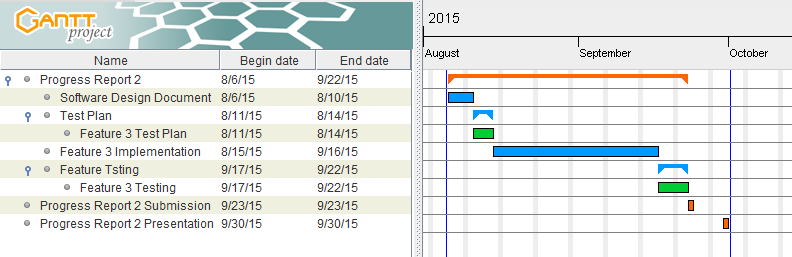 GANTT
project
2015
August September October
Name Begin date End date
Progress Report 2 8/6/15 9/22/15
Software Design Document 8/6/15 8/10/15
Test Plan 8/11/15 8/14/15
Feature 3 Test Plan 8/11/15 8/14/15
Feature 3 Implementation 8/15/15 9/16/15
Feature Tsting 9/17/15 9/22/15
Feature 3 Testing 9/17/15 9/22/15
Progress Report 2 Submission 9/23/15 9/23/15
Progress Report 2 Presentation 9/30/15 9/30/15